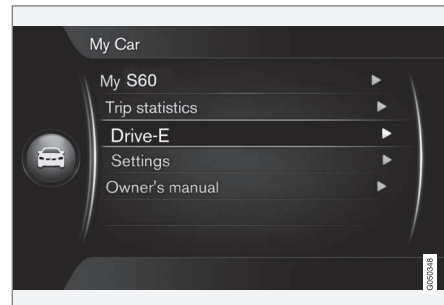 My Car
My S60
Trip statistics
Drive-E
Settings
Owner's manual
G050348